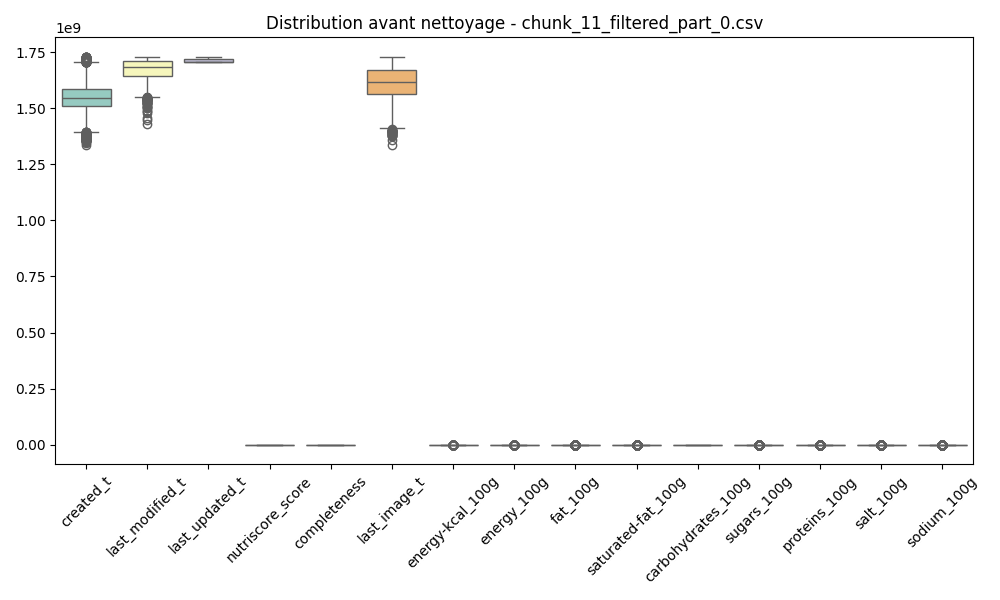 Distribution avant nettoyage - chunk_11_filtered_part_0.csv
1e9
1.75
1.50
1.25
1.00
0.75
0.50
0.25
0.00
created_t
last_modified_t
last_updated_t
nutriscore_score
completeness
last_image_t
energy-kcal_100g
energy_100g
fat_100g
saturated-fat_100g
carbohydrates_100g
sugars_100g
proteins_100g
salt_100g
sodium_100g